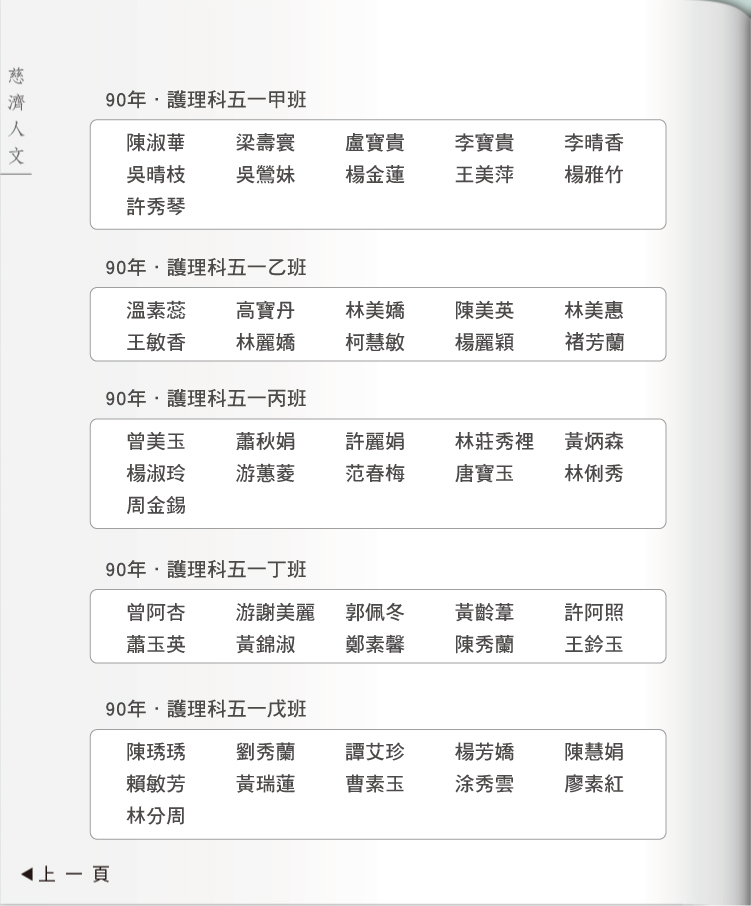 慈濟人文
90年．護理科五一甲班
陳淑華 梁壽寰 盧寶貴 李寶貴 李晴香
吳晴枝 吳鶯妹 楊金蓮 王美萍 楊雅竹
許秀琴
90年．護理科五一乙班
溫素蕊 高寶丹 林美嬌 陳美英 林美惠
王敏香 林麗嬌 柯慧敏 楊麗穎 禇芳蘭
90年．護理科五一丙班
曾美玉 蕭秋娟 許麗娟 林莊秀裡 黃炳森
楊淑玲 游蕙菱 范春梅 唐寶玉 林俐秀
周金錫
90年．護理科五一丁班
曾阿杏 游謝美麗 郭佩冬 黃齡葦 許阿照
蕭玉英 黃錦淑 鄭素馨 陳秀蘭 王鈐玉
90年．護理科五一戊班
陳琇琇 劉秀蘭 譚艾珍 楊芳嬌 陳慧娟
賴敏芳 黃瑞蓮 曹素玉 涂秀雲 廖素紅
林分周
◀上一頁